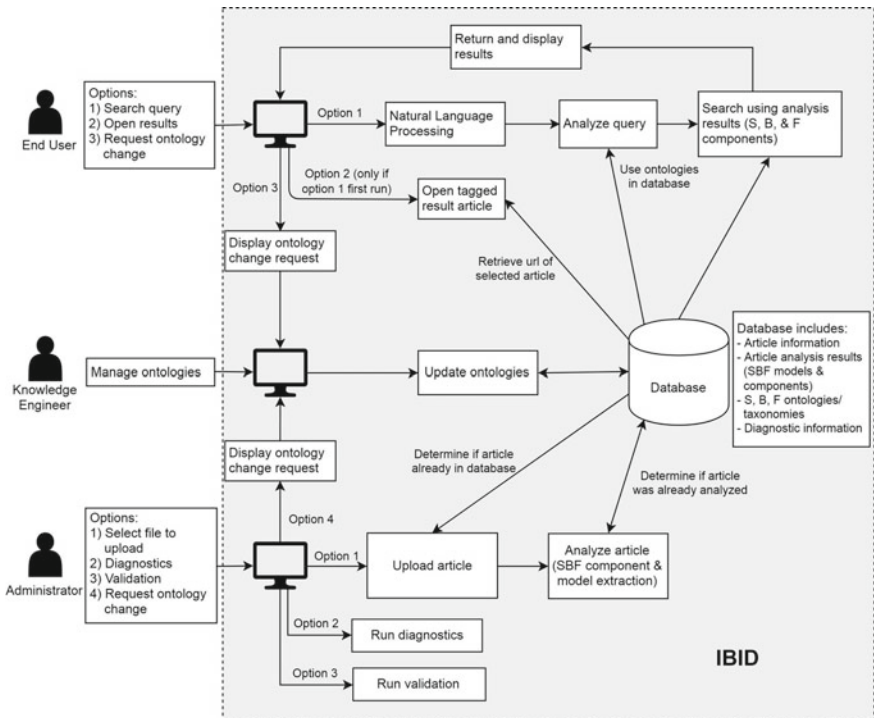 Return and display
results
End User
Options:
1) Search query
2) Open results
3) Request ontology
change
Option 1
Natural Language
Processing
Analyze query
Search using analysis
results (S, B, & F
components)
Option 3
Option 2 (only if
option 1 first run)
Open tagged
result article
Use ontologies
in database
Display ontology
change request
Retrieve url of
selected article
Knowledge
Engineer
Manage ontologies
Update ontologies
Database
Database includes:
- Article information
- Article analysis results
(SBF models &
components)
- S, B, F ontologies/
taxonomies
- Diagnostic information
Display ontology
change request
Determine if article
already in database
Determine if article
was already analyzed
Administrator
Options:
1) Select file to
upload
2) Diagnostics
3) Validation
4) Request ontology
change
Option 4
Option 1
Upload article
Analyze article
(SBF component &
model extraction)
Option 2
Run diagnostics
Option 3
Run validation
IBID